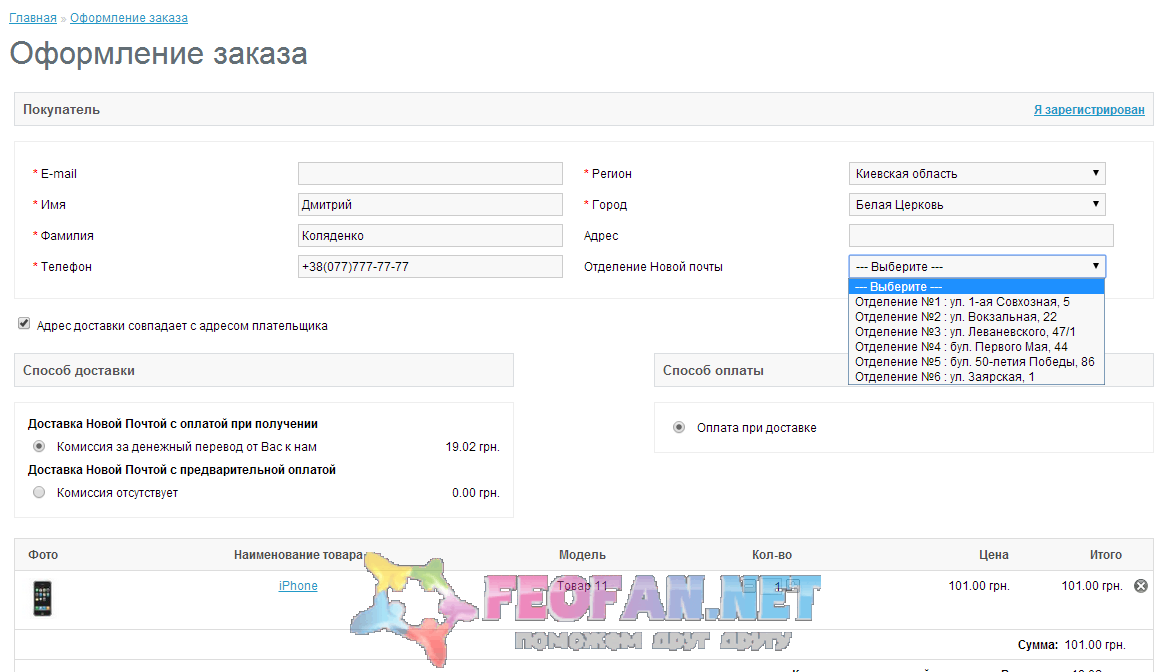 Главная » Оформление заказа
Оформление заказа
Покупатель
Я зарегистрирован
* E-mail
* Регион
Киевская область
* Имя
Дмитрий
* Город
Белая Церковь
* Фамилия
Коляденко
Адрес
* Телефон
+38(077)777-77-77
Отделение Новой почты
--- Выберите ---
--- Выберите ---
Отделение №1 : ул. 1-ая Совхозная, 5
Отделение №2 : ул. Вокзальная, 22
Отделение №3 : ул. Леваневского, 47/1
Отделение №4 : бул. Первого Мая, 44
Отделение №5 : бул. 50-летия Победы, 86
Отделение №6 : ул. Заярская, 1
Адрес доставки совпадает с адресом плательщика
Способ доставки
Способ оплаты
Доставка Новой Почтой с оплатой при получении
Комиссия за денежный перевод от Вас к нам 19.02 грн.
Доставка Новой Почтой с предварительной оплатой
Комиссия отсутствует 0.00 грн.
Оплата при доставке
Фото Наименование товара Модель Кол-во Цена Итого
iPhone Товар 11 1 101.00 грн. 101.00 грн.
FEOFAN.NET
поможем друг другу
Сумма: 101.00 грн.